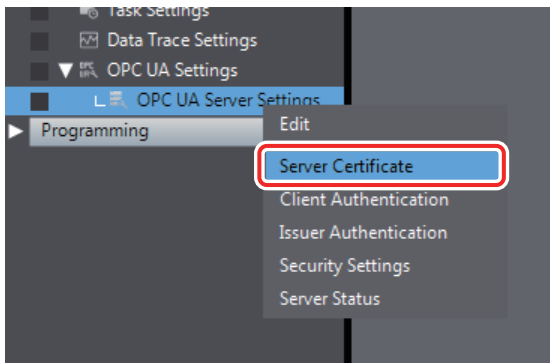 Task Settings
Data Trace Settings
OPC UA Settings
OPC UA Server Settings
Programming
Edit
Server Certificate
Client Authentication
Issuer Authentication
Security Settings
Server Status